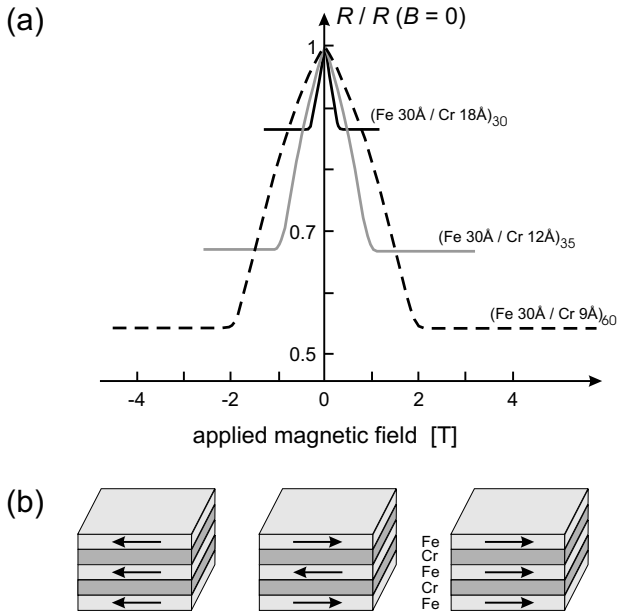 (a)
R / R (B = 0)
1
(Fe 30Å / Cr 18Å)30
0.7
(Fe 30Å / Cr 12Å)35
(Fe 30Å / Cr 9Å)60
0.5
-4 -2 0 2 4
applied magnetic field [T]
(b)
Fe
Cr
Fe
Cr
Fe